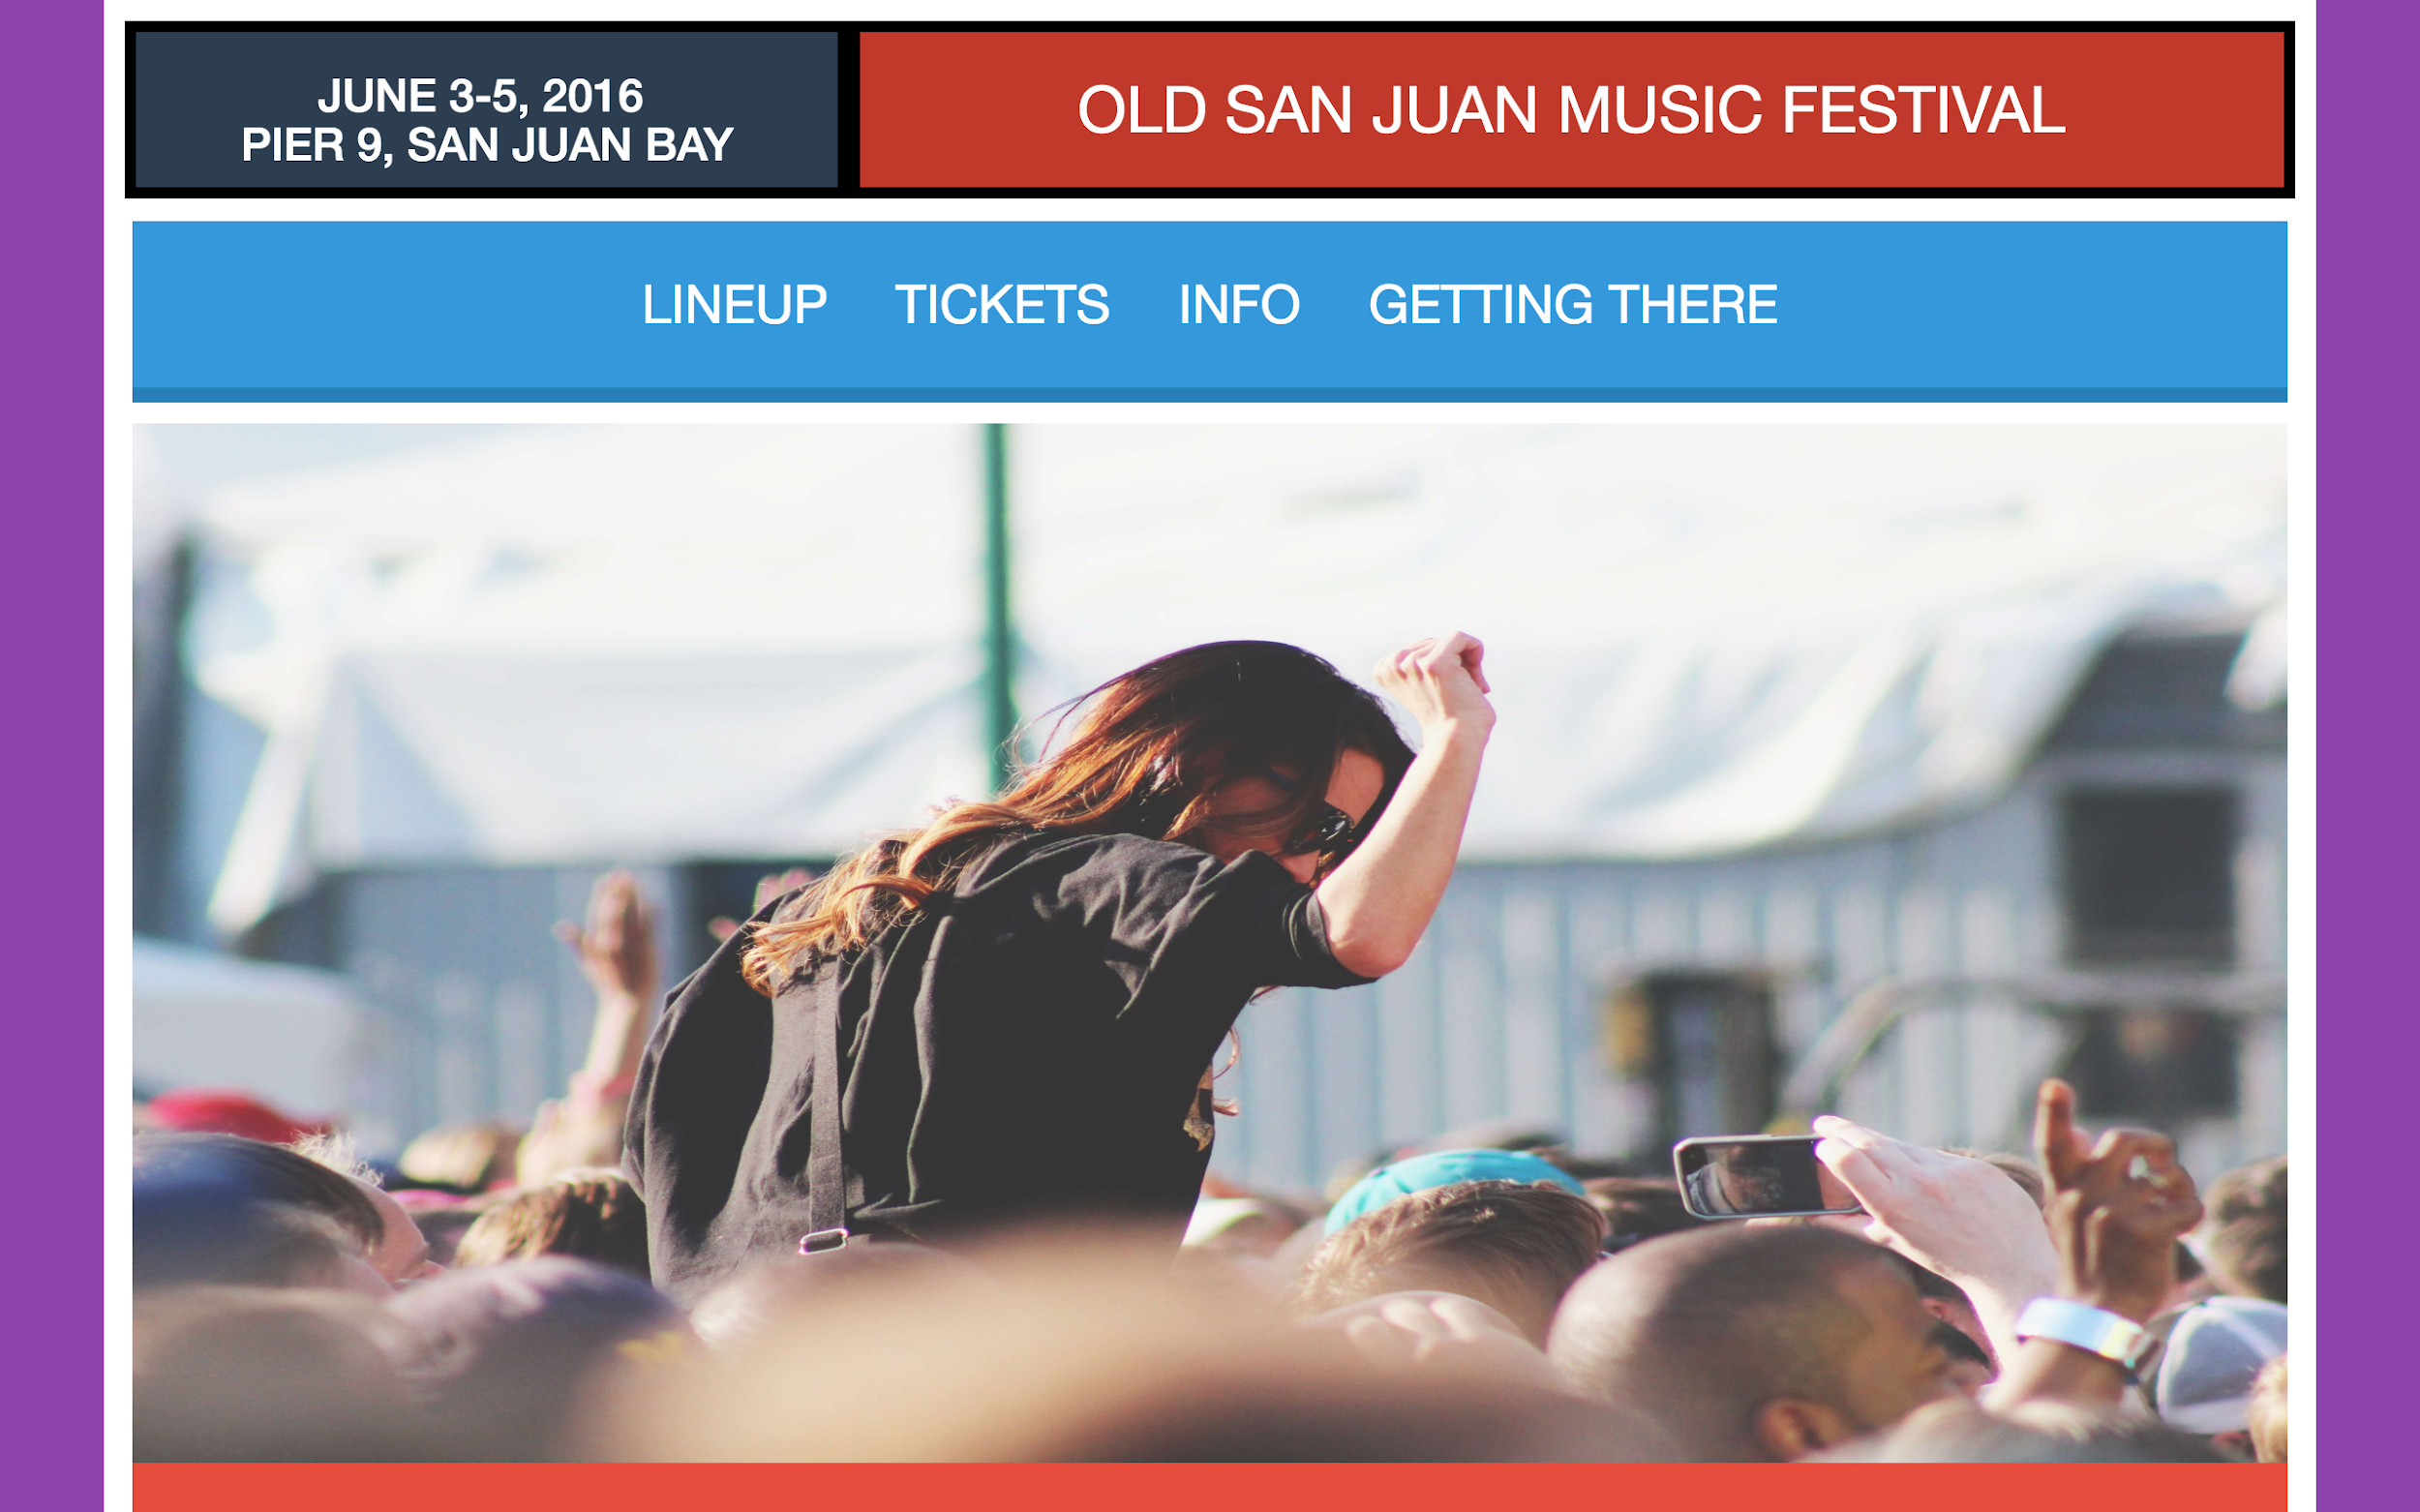 JUNE 3-5, 2016
PIER 9, SAN JUAN BAY
OLD SAN JUAN MUSIC FESTIVAL
LINEUP TICKETS INFO GETTING THERE